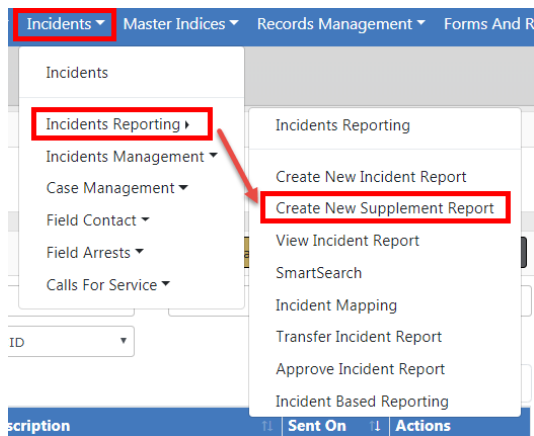 Incidents Master Indices Records Management Forms And R
Incidents
Incidents Reporting
Incidents Management
Case Management
Field Contact
Field Arrests
Calls For Service
Incidents Reporting
Create New Incident Report
Create New Supplement Report
View Incident Report
SmartSearch
Incident Mapping
Transfer Incident Report
Approve Incident Report
Incident Based Reporting
ID
scription Sent On Actions